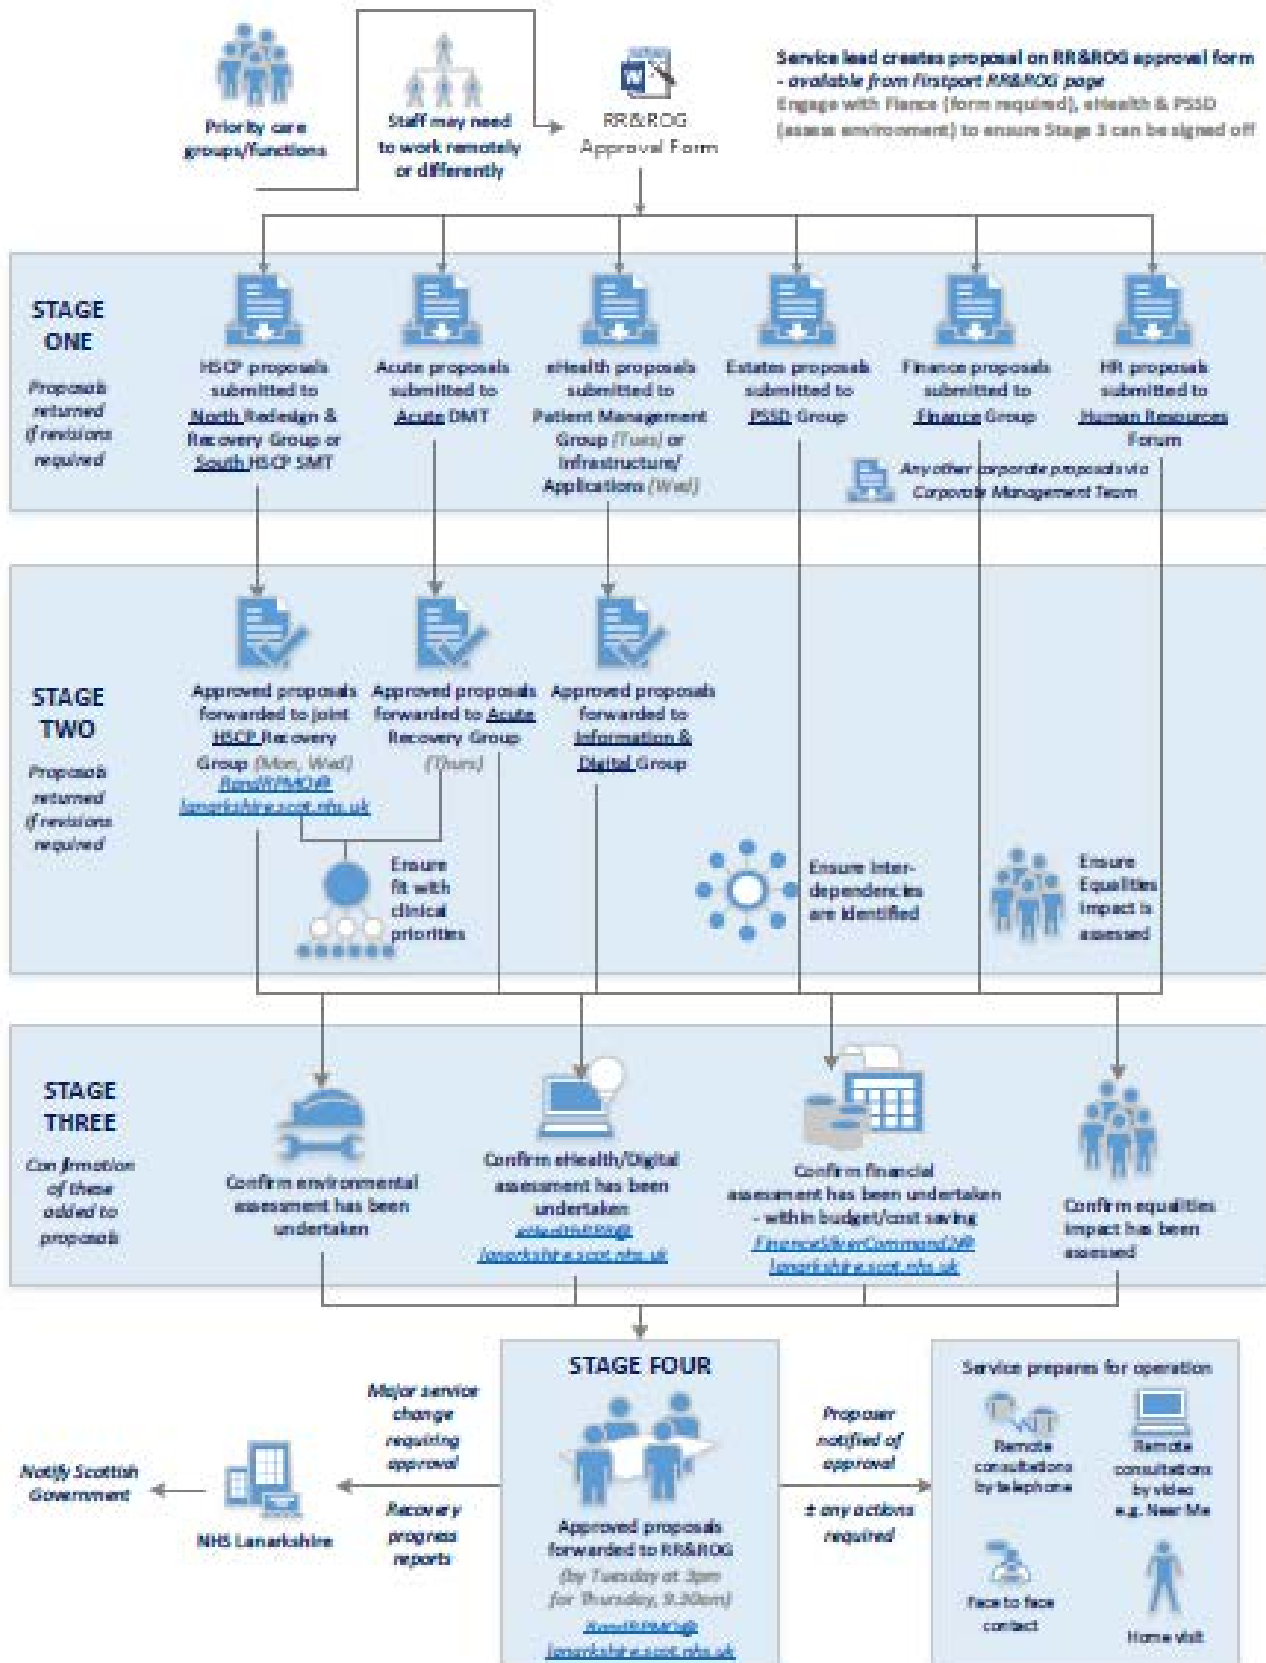 Priority care
groups/functions
Staff may need
to work remotely
or differently
RR&ROG
Approval Form
Service lead creates proposal on RR&ROG approval form
- available from Firstport RR&ROG page
Engage with Fiance (form required), eHealth & PSSD
(assess environment) to ensure Stage 3 can be signed off
STAGE
ONE
Proposals
returned
if revisions
required
HSCP proposals
submitted to
North Redesign &
Recovery Group or
South HSCP SMT
Acute proposals
submitted to
Acute DMT
eHealth proposals
submitted to
Patient Management
Group (Tues) or
Infrastructure/
Applications (Wed)
Estates proposals
submitted to
PSSD Group
Finance proposals
submitted to
Finance Group
HR proposals
submitted to
Human Resources
Forum
Any other corporate proposals via
Corporate Management Team
STAGE
TWO
Proposals
returned
if revisions
required
Approved proposals
forwarded to joint
HSCP Recovery
Group (Mon, Wed)
RandRPMO@
lanarkshire.scot.nhs.uk
Approved proposals
forwarded to Acute
Recovery Group
(Thurs)
Approved proposals
forwarded to
Information &
Digital Group
Ensure
fit with
clinical
priorities
Ensure inter-
dependencies
are identified
Ensure
Equalities
impact is
assessed
STAGE
THREE
Confirmation
of these
added to
proposals
Confirm environmental
assessment has been
undertaken
Confirm eHealth/Digital
assessment has been
undertaken
lanarkshire.scot.nhs.uk
Confirm financial
assessment has been undertaken
- within budget/cost saving
FinanceSilverCommand2@
lanarkshire.scot.nhs.uk
Confirm equalities
impact has been
assessed
STAGE FOUR
Approved proposals
forwarded to RR&ROG
(by Tuesday at 3pm
for Thursday, 9.30am)
RandRPMO@
lanarkshire.scot.nhs.uk
Major service
change
requiring
approval
Recovery
progress
reports
NHS Lanarkshire
Notify Scottish
Government
Proposer
notified of
approval
± any actions
required
Service prepares for operation
Remote
consultations
by telephone
Remote
consultations
by video
e.g. Near Me
Face to face
contact
Home visit